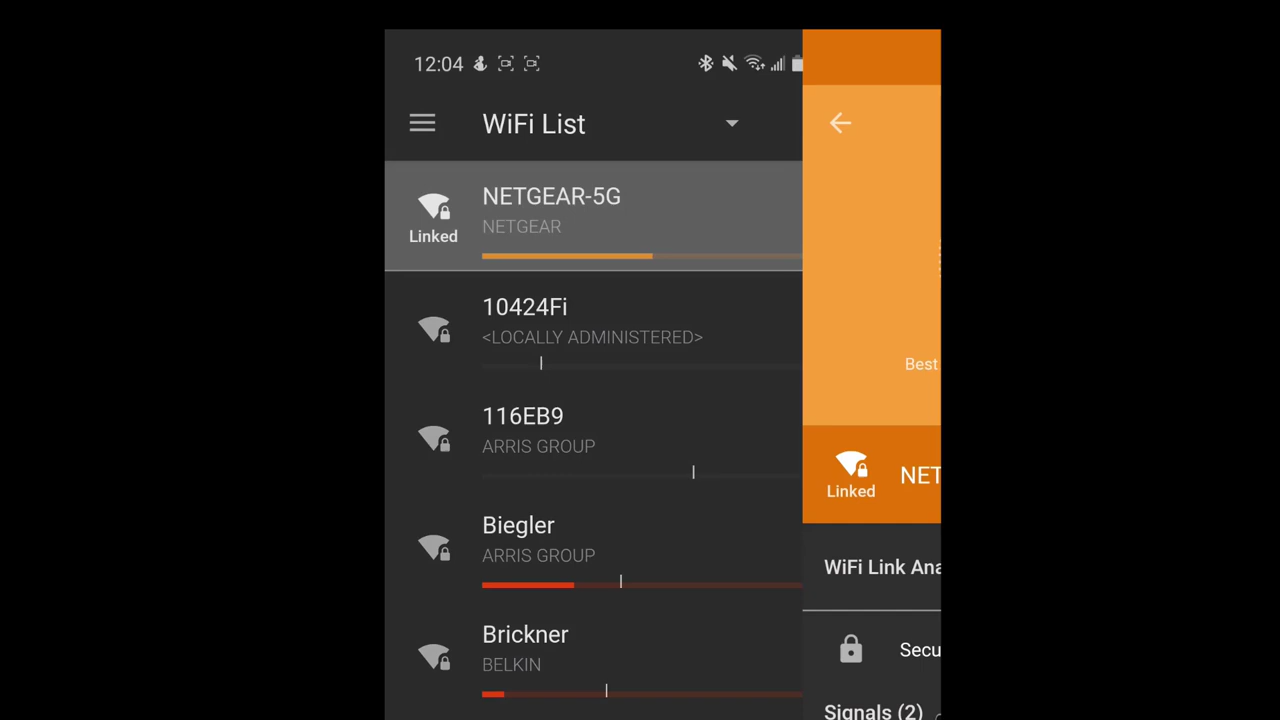 12:04
WiFi List
NETGEAR-5G
NETGEAR
Linked
10424Fi
<LOCALLY ADMINISTERED>
116EB9
ARRIS GROUP
Biegler
ARRIS GROUP
Brickner
BELKIN
Best
NET
Linked
WiFi Link Ana
Secu
Signals (2)